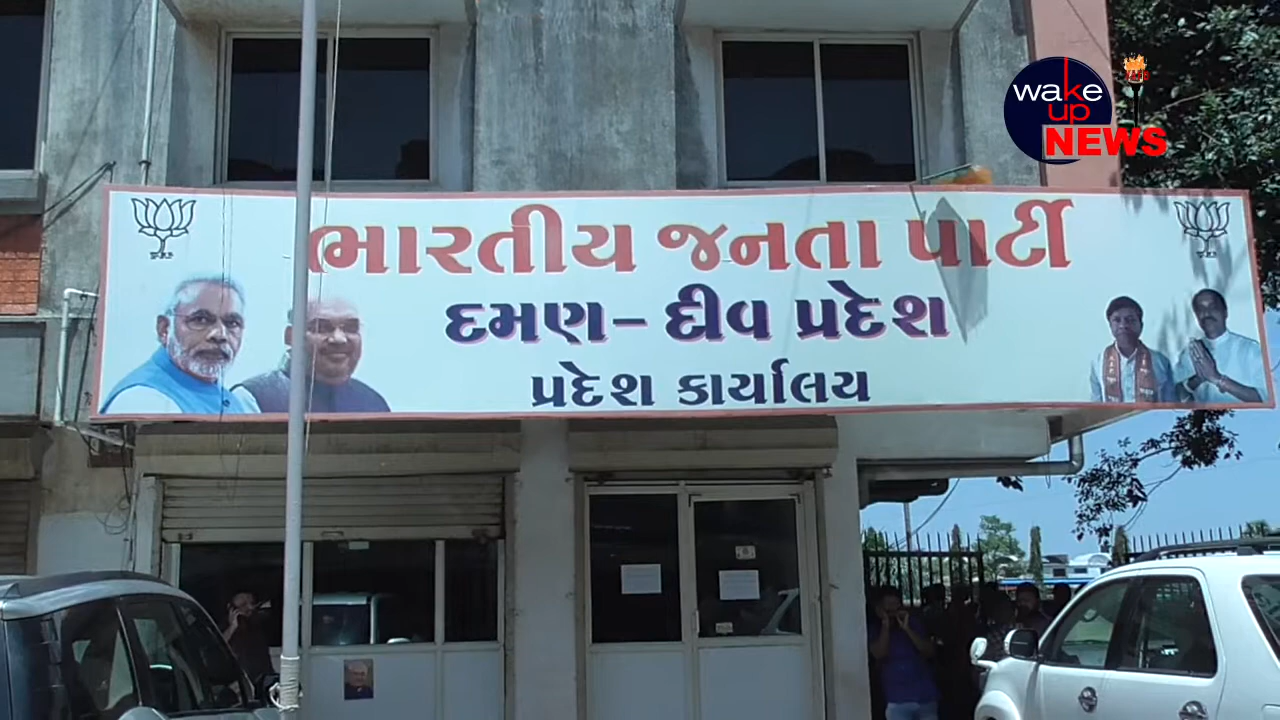 wake
up
NEWS
ભારતીય જનતા પાર્ટી
દમણ - દીવ પ્રદેશ
પ્રદેશ કાર્યાલય